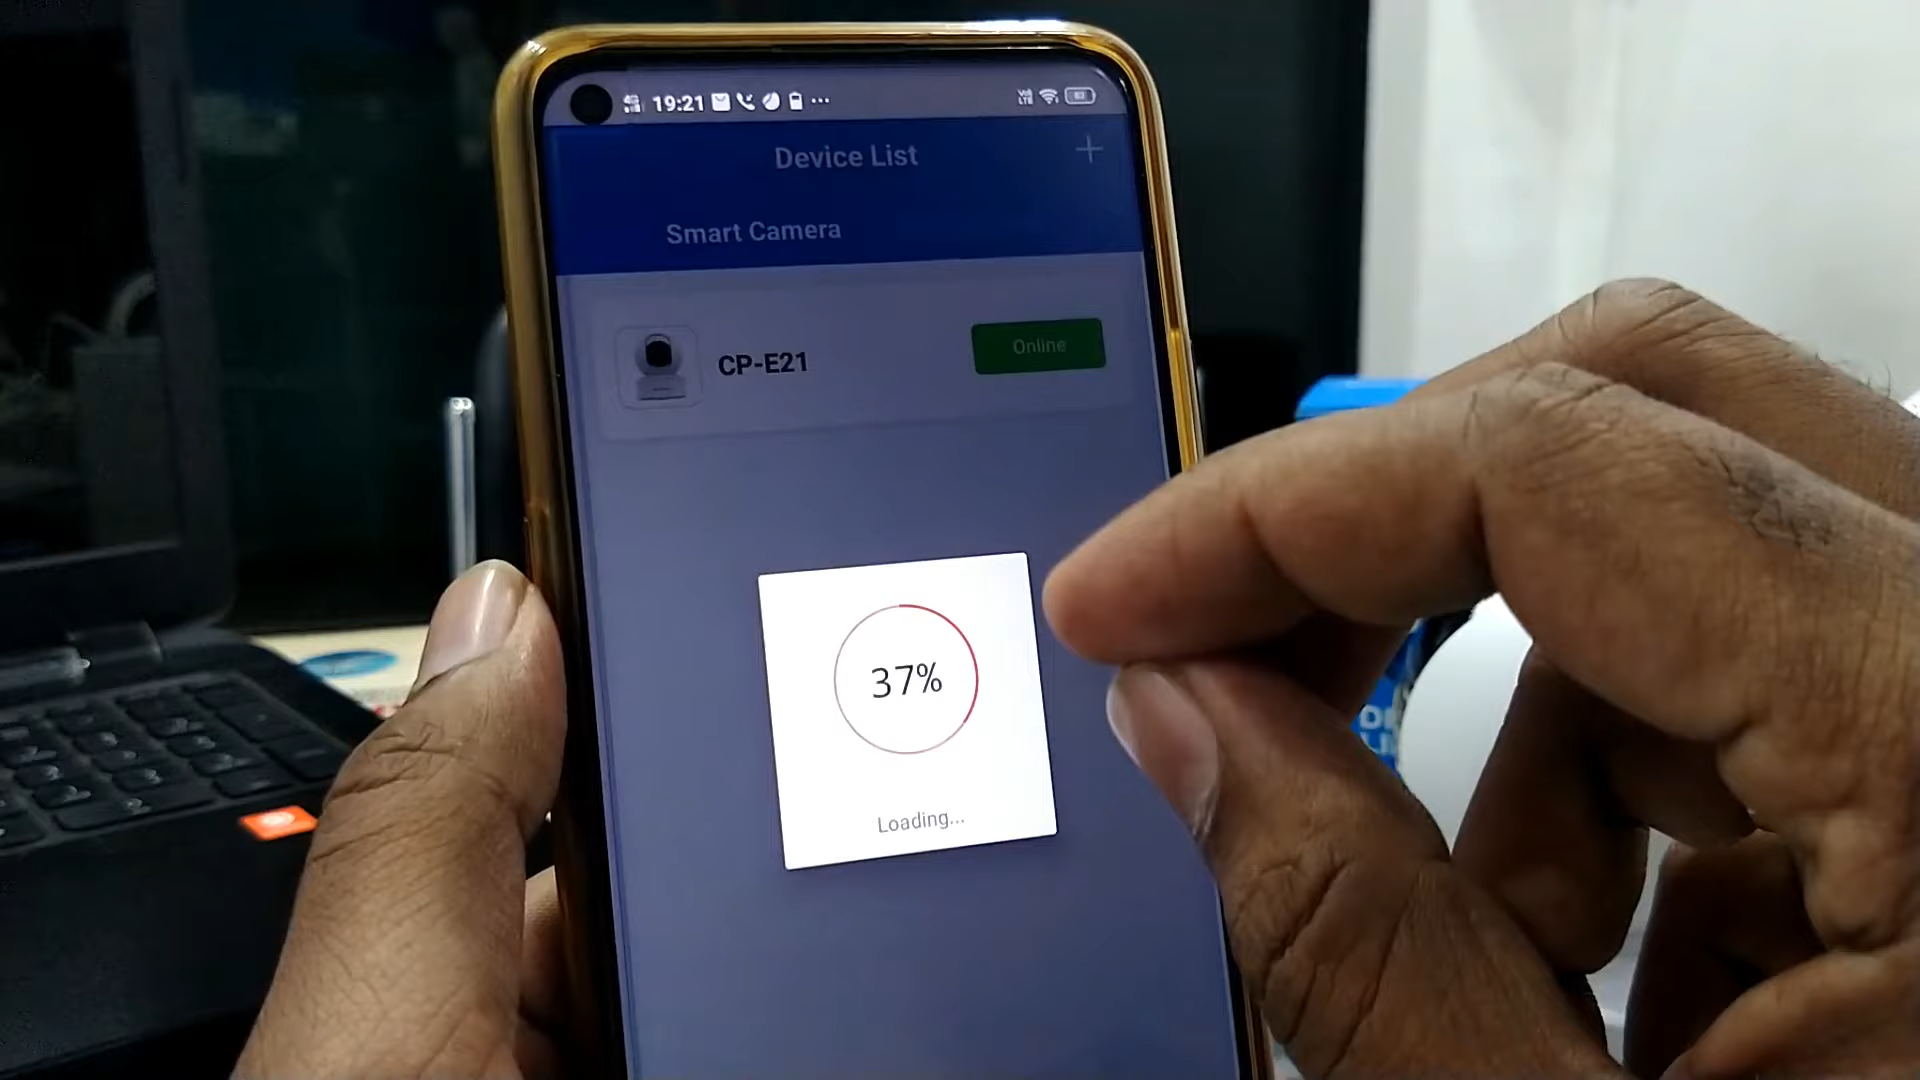 19:21
Device List
Smart Camera
CP-E21
Online
37%
Loading...